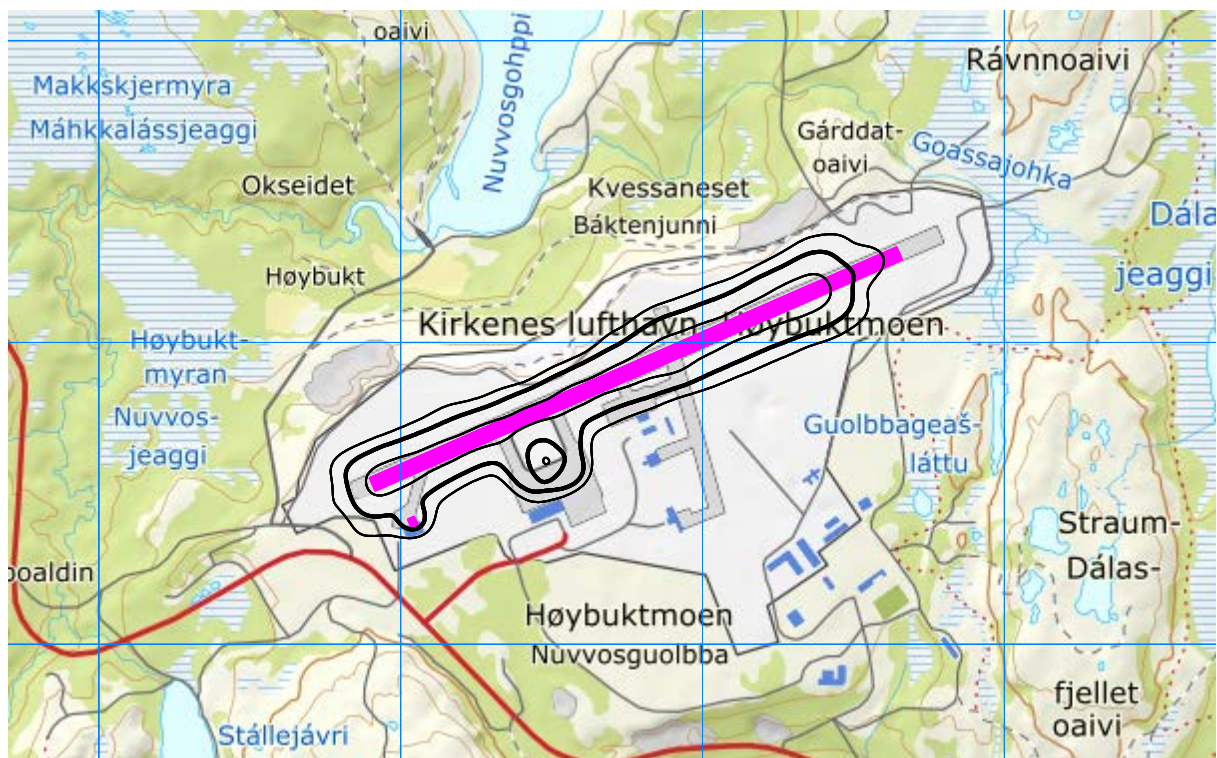 oaivi
Nuvvosgohppi
Rávnnoaivi
Makkskjermyra
Máhkkalássjeaggi
Gárddat-
oaivi
Goassajohka
Okseidet
Kvessaneset
Báktenjunni
Dála
jeaggi
Høybukt
Kirkenes lufthavn, Høybuktmoen
Høybukt-
myran
Nuvvos-
jeaggi
Guolbbageaš-
láttu
Straum-
Dálas-
boaldin
Høybuktmoen
Nuvvosguolbba
fjellet
oaivi
Stállejávri